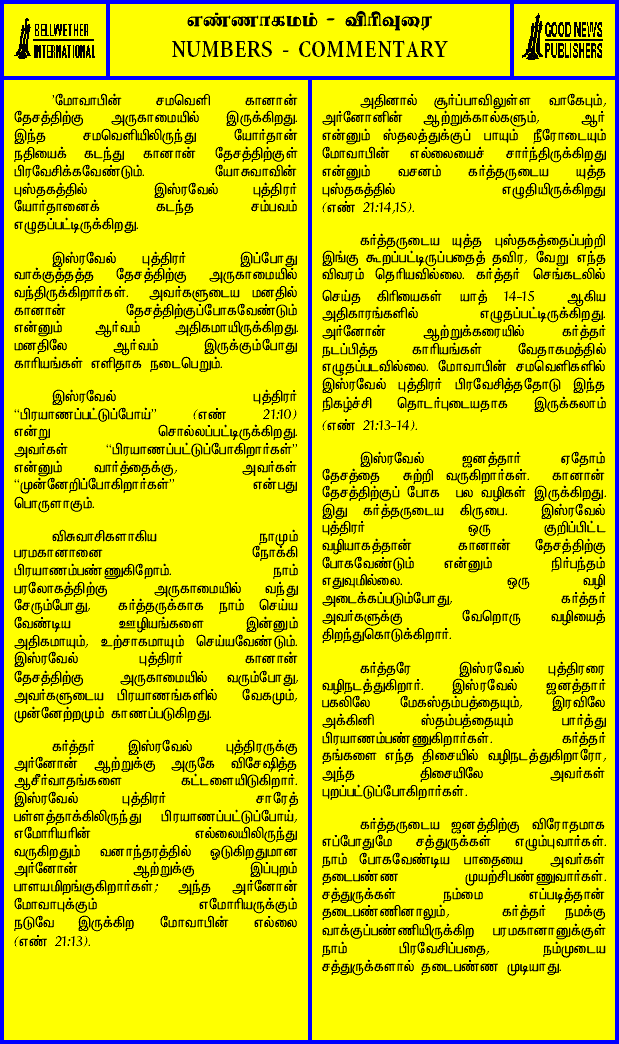 BELLWETHER
INTERNATIONAL
எண்ணாகமம் - விரிவுரை
NUMBERS - COMMENTARY
GOOD NEWS
PUBLISHERS
'மோவாபின் சமவெளி கானான்
தேசத்திற்கு அருகாமையில் இருக்கிறது.
இந்த சமவெளியிலிருந்து யோர்தான்
நதியைக் கடந்து கானான் தேசத்திற்குள்
பிரவேசிக்கவேண்டும். யோசுவாவின்
புஸ்தகத்தில் இஸ்ரவேல் புத்திரர்
யோர்தானைக் கடந்த சம்பவம்
எழுதப்பட்டிருக்கிறது.
இஸ்ரவேல் புத்திரர் இப்போது
வாக்குத்தத்த தேசத்திற்கு அருகாமையில்
வந்திருக்கிறார்கள். அவர்களுடைய மனதில்
கானான் தேசத்திற்குப்போகவேண்டும்
என்னும் ஆர்வம் அதிகமாயிருக்கிறது.
மனதிலே ஆர்வம் இருக்கும்போது
காரியங்கள் எளிதாக நடைபெறும்.
இஸ்ரவேல் புத்திரர்
“பிரயாணப்பட்டுப்போய்” (எண் 21:10)
என்று சொல்லப்பட்டிருக்கிறது.
அவர்கள் “பிரயாணப்பட்டுப்போகிறார்கள்”
என்னும் வார்த்தைக்கு, அவர்கள்
“முன்னேறிப்போகிறார்கள்” என்பது
பொருளாகும்.
விசுவாசிகளாகிய நாமும்
பரமகானானை நோக்கி
பிரயாணம்பண்ணுகிறோம். நாம்
பரலோகத்திற்கு அருகாமையில் வந்து
சேரும்போது, கர்த்தருக்காக நாம் செய்ய
வேண்டிய ஊழியங்களை இன்னும்
அதிகமாயும், உற்சாகமாயும் செய்யவேண்டும்.
இஸ்ரவேல் புத்திரர் கானான்
தேசத்திற்கு அருகாமையில் வரும்போது,
அவர்களுடைய பிரயாணங்களில் வேகமும்,
முன்னேற்றமும் காணப்படுகிறது.
கர்த்தர் இஸ்ரவேல் புத்திரருக்கு
அர்னோன் ஆற்றுக்கு அருகே விசேஷித்த
ஆசீர்வாதங்களை கட்டளையிடுகிறார்.
இஸ்ரவேல் புத்திரர் சாரேத்
பள்ளத்தாக்கிலிருந்து பிரயாணப்பட்டுப்போய்,
எமோரியரின் எல்லையிலிருந்து
வருகிறதும் வனாந்தரத்தில் ஓடுகிறதுமான
அர்னோன் ஆற்றுக்கு இப்புறம்
பாளயமிறங்குகிறார்கள்; அந்த அர்னோன்
மோவாபுக்கும் எமோரியருக்கும்
நடுவே இருக்கிற மோவாபின் எல்லை
(எண் 21:13).
அதினால் சூர்ப்பாவிலுள்ள வாகேபும்,
அர்னோனின் ஆற்றுக்கால்களும், ஆர்
என்னும் ஸ்தலத்துக்குப் பாயும் நீரோடையும்
மோவாபின் எல்லையைச் சார்ந்திருக்கிறது
என்னும் வசனம் கர்த்தருடைய யுத்த
புஸ்தகத்தில் எழுதியிருக்கிறது
(எண் 21:14,15).
கர்த்தருடைய யுத்த புஸ்தகத்தைப்பற்றி
இங்கு கூறப்பட்டிருப்பதைத் தவிர, வேறு எந்த
விவரம் தெரியவில்லை. கர்த்தர் செங்கடலில்
செய்த கிரியைகள் யாத் 14-15 ஆகிய
அதிகாரங்களில் எழுதப்பட்டிருக்கிறது.
அர்னோன் ஆற்றுக்கரையில் கர்த்தர்
நடப்பித்த காரியங்கள் வேதாகமத்தில்
எழுதப்படவில்லை. மோவாபின் சமவெளிகளில்
இஸ்ரவேல் புத்திரர் பிரவேசித்ததோடு இந்த
நிகழ்ச்சி தொடர்புடையதாக இருக்கலாம்
(எண் 21:13-14).
இஸ்ரவேல் ஜனத்தார் ஏதோம்
தேசத்தை சுற்றி வருகிறார்கள். கானான்
தேசத்திற்குப் போக பல வழிகள் இருக்கிறது.
இது கர்த்தருடைய கிருபை. இஸ்ரவேல்
புத்திரர் ஒரு குறிப்பிட்ட
வழியாகத்தான் கானான் தேசத்திற்கு
போகவேண்டும் என்னும் நிர்பந்தம்
எதுவுமில்லை. ஒரு வழி
அடைக்கப்படும்போது, கர்த்தர்
அவர்களுக்கு வேறொரு வழியைத்
திறந்துகொடுக்கிறார்.
கர்த்தரே இஸ்ரவேல் புத்திரரை
வழிநடத்துகிறார். இஸ்ரவேல் ஜனத்தார்
பகலிலே மேகஸ்தம்பத்தையும், இரவிலே
அக்கினி ஸ்தம்பத்தையும் பார்த்து
பிரயாணம்பண்ணுகிறார்கள். கர்த்தர்
தங்களை எந்த திசையில் வழிநடத்துகிறாரோ,
அந்த திசையிலே அவர்கள்
புறப்பட்டுப்போகிறார்கள்.
கர்த்தருடைய ஜனத்திற்கு விரோதமாக
எப்போதுமே சத்துருக்கள் எழும்புவார்கள்.
நாம் போகவேண்டிய பாதையை அவர்கள்
தடைபண்ண முயற்சிபண்ணுவார்கள்.
சத்துருக்கள் நம்மை எப்படித்தான்
தடைபண்ணினாலும், கர்த்தர் நமக்கு
வாக்குப்பண்ணியிருக்கிற பரமகானானுக்குள்
நாம் பிரவேசிப்பதை, நம்முடைய
சத்துருக்களால் தடைபண்ண முடியாது.